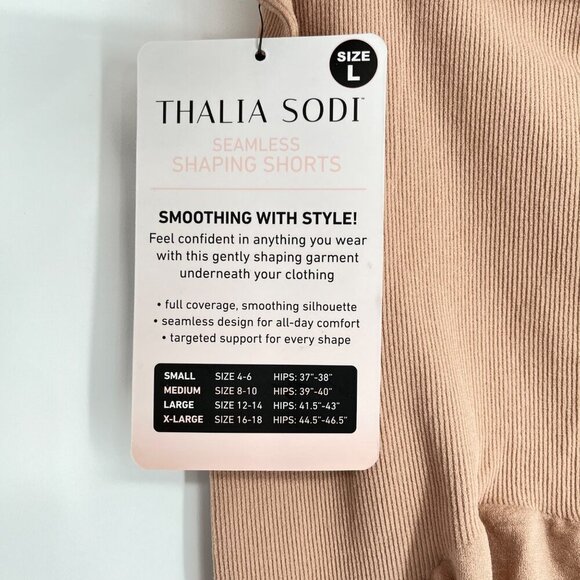 SIZE
L
THALIA SODI™
SEAMLESS
SHAPING SHORTS
SMOOTHING WITH STYLE!
Feel confident in anything you wear
with this gently shaping garment
underneath your clothing
• full coverage, smoothing silhouette
• seamless design for all-day comfort
• targeted support for every shape
SMALL SIZE 4-6 HIPS: 37"-38"
MEDIUM SIZE 8-10 HIPS: 39"-40"
LARGE SIZE 12-14 HIPS: 41.5"-43"
X-LARGE SIZE 16-18 HIPS: 44.5"-46.5"